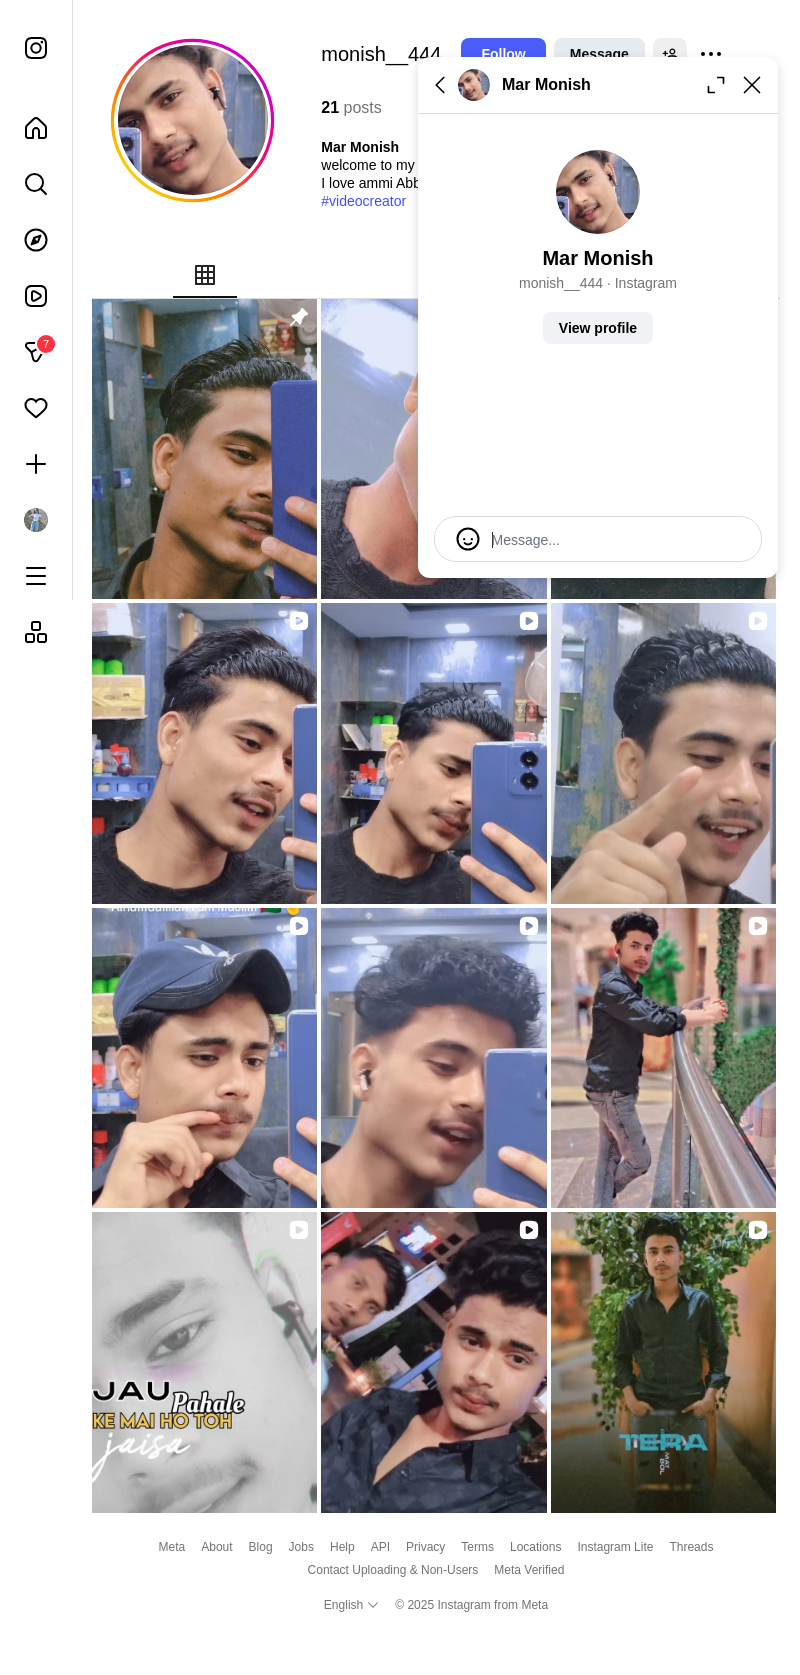 monish__444
Follow
Message
21 posts
Mar Monish
welcome to my
I love ammi Abb
#videocreator
7
Mar Monish
Mar Monish
monish__444 · Instagram
View profile
Message...
JAU
Pahale
KE MAI HO TOH
jaisa
TERA
MAT
BOL
Meta About Blog Jobs Help API Privacy Terms Locations Instagram Lite Threads
Contact Uploading & Non-Users Meta Verified
English © 2025 Instagram from Meta